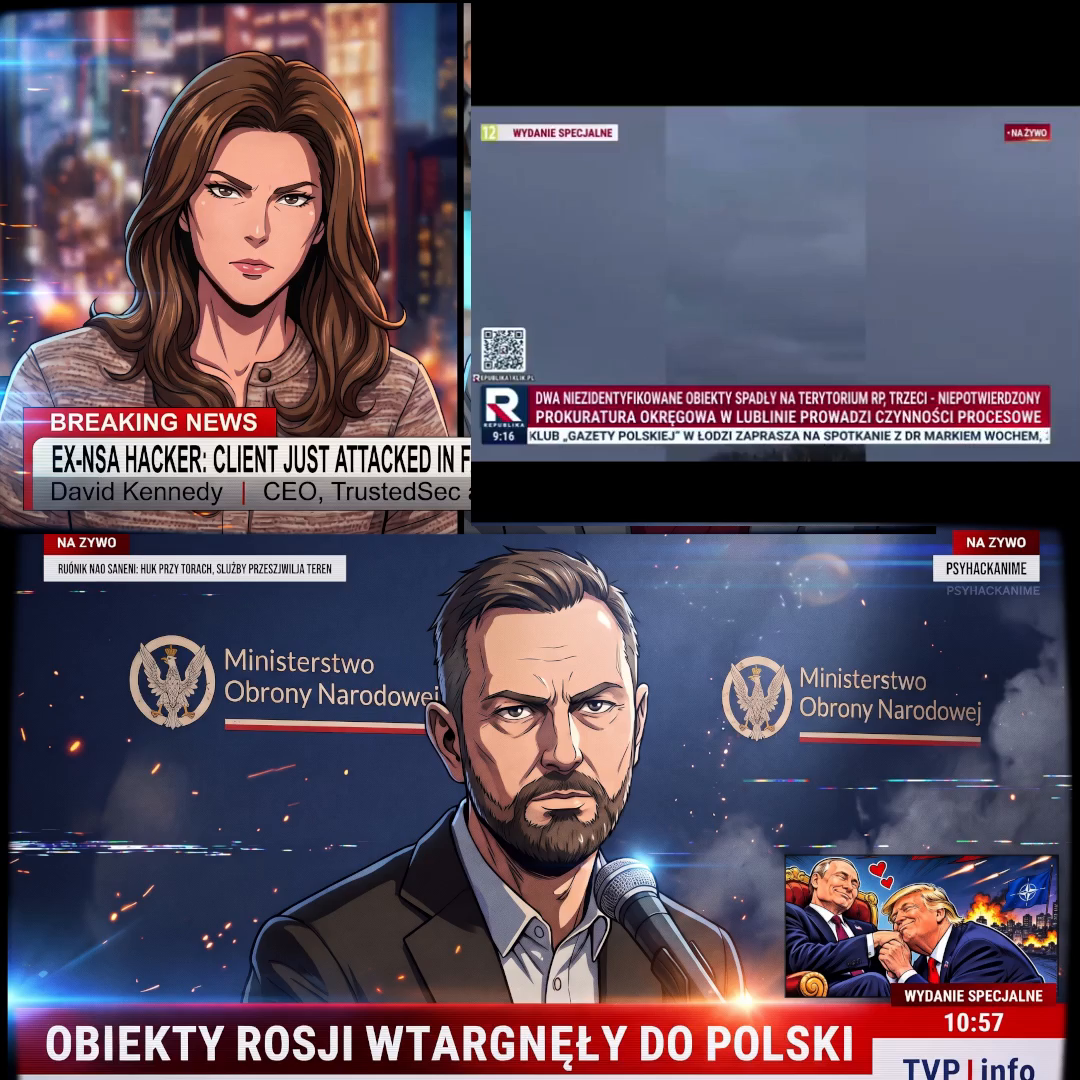 BREAKING NEWS
EX-NSA HACKER: CLIENT JUST ATTACKED IN F
David Kennedy | CEO, TrustedSec a
12 WYDANIE SPECJALNE
• NA ŻYWO
REPUBLIKA1KLIK.PL
R REPUBLIKA
DWA NIEZIDENTYFIKOWANE OBIEKTY SPADŁY NA TERYTORIUM RP, TRZECI - NIEPOTWIERDZONY
PROKURATURA OKRĘGOWA W LUBLINIE PROWADZI CZYNNOŚCI PROCESOWE
9:16 KLUB „GAZETY POLSKIEJ" W ŁODZI ZAPRASZA NA SPOTKANIE Z DR MARKIEM WOCHEM,
NA ZYWO
RUÓNIK NAO SANENI: HUK PRZY TORACH, SLUŻBY PRZESZJWILJA TEREN
NA ZYWO
PSYHACKANIME
PSYHACKANIME
Ministerstwo
Obrony Narodowej
Ministerstwo
Obrony Narodowej
WYDANIE SPECJALNE
10:57
OBIEKTY ROSJI WTARGNĘŁY DO POLSKI
TVP info